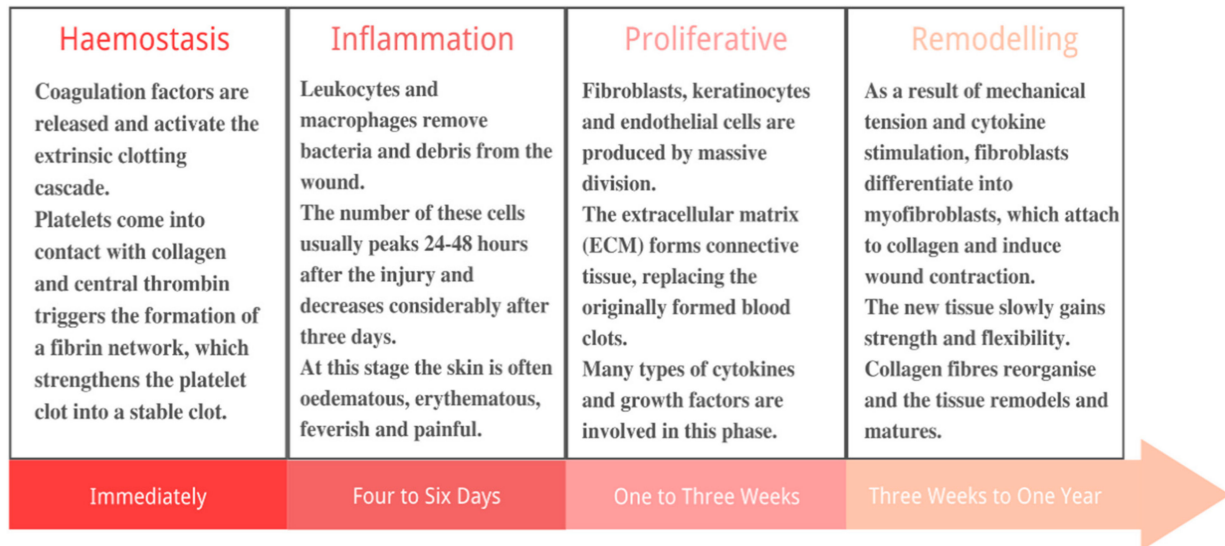 Haemostasis
Coagulation factors are
released and activate the
extrinsic clotting
cascade.
Platelets come into
contact with collagen
and central thrombin
triggers the formation of
a fibrin network, which
strengthens the platelet
clot into a stable clot.
Immediately
Inflammation
Leukocytes and
macrophages remove
bacteria and debris from the
wound.
The number of these cells
usually peaks 24-48 hours
after the injury and
decreases considerably after
three days.
At this stage the skin is often
oedematous, erythematous,
feverish and painful.
Four to Six Days
Proliferative
Fibroblasts, keratinocytes
and endothelial cells are
produced by massive
division.
The extracellular matrix
(ECM) forms connective
tissue, replacing the
originally formed blood
clots.
Many types of cytokines
and growth factors are
involved in this phase.
One to Three Weeks
Remodelling
As a result of mechanical
tension and cytokine
stimulation, fibroblasts
differentiate into
myofibroblasts, which attach
to collagen and induce
wound contraction.
The new tissue slowly gains
strength and flexibility.
Collagen fibres reorganise
and the tissue remodels and
matures.
Three Weeks to One Year